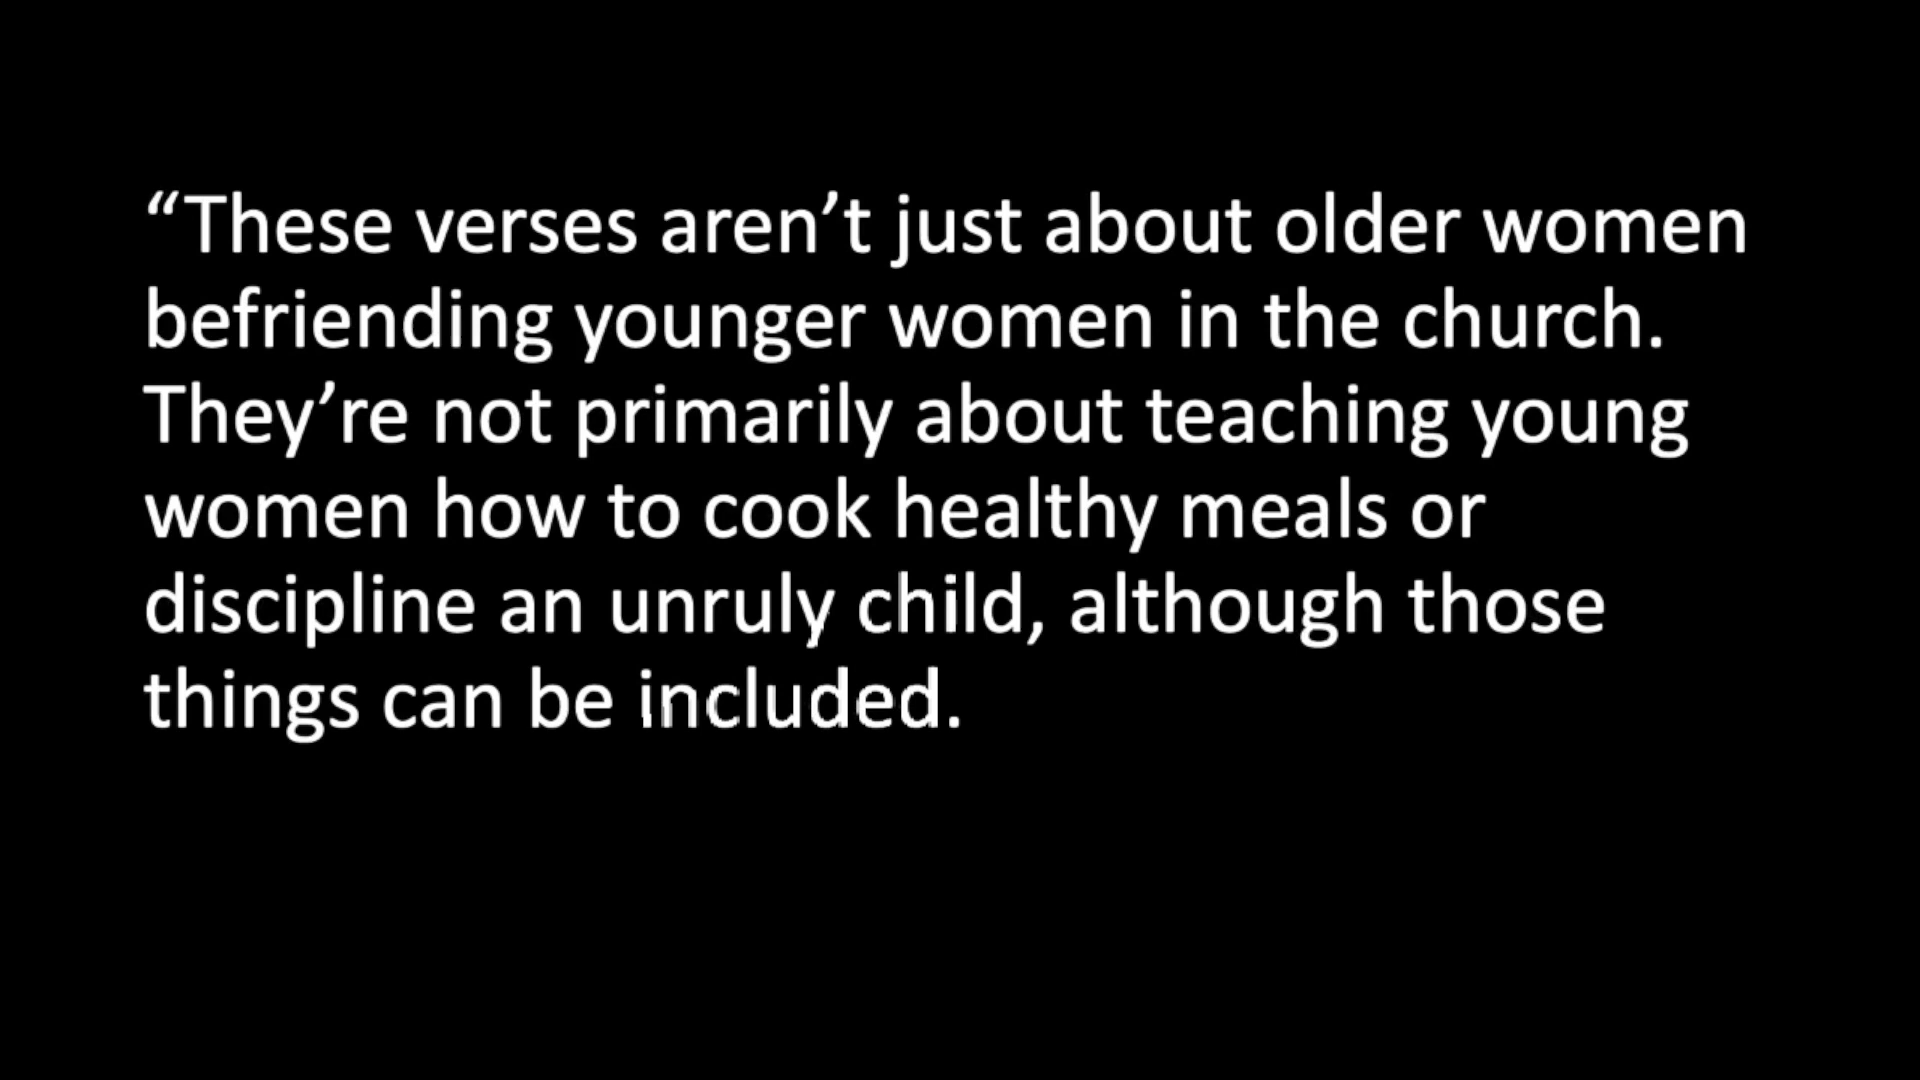 “These verses aren’t just about older women
befriending younger women in the church.
They’re not primarily about teaching young
women how to cook healthy meals or
discipline an unruly child, although those
things can be included.